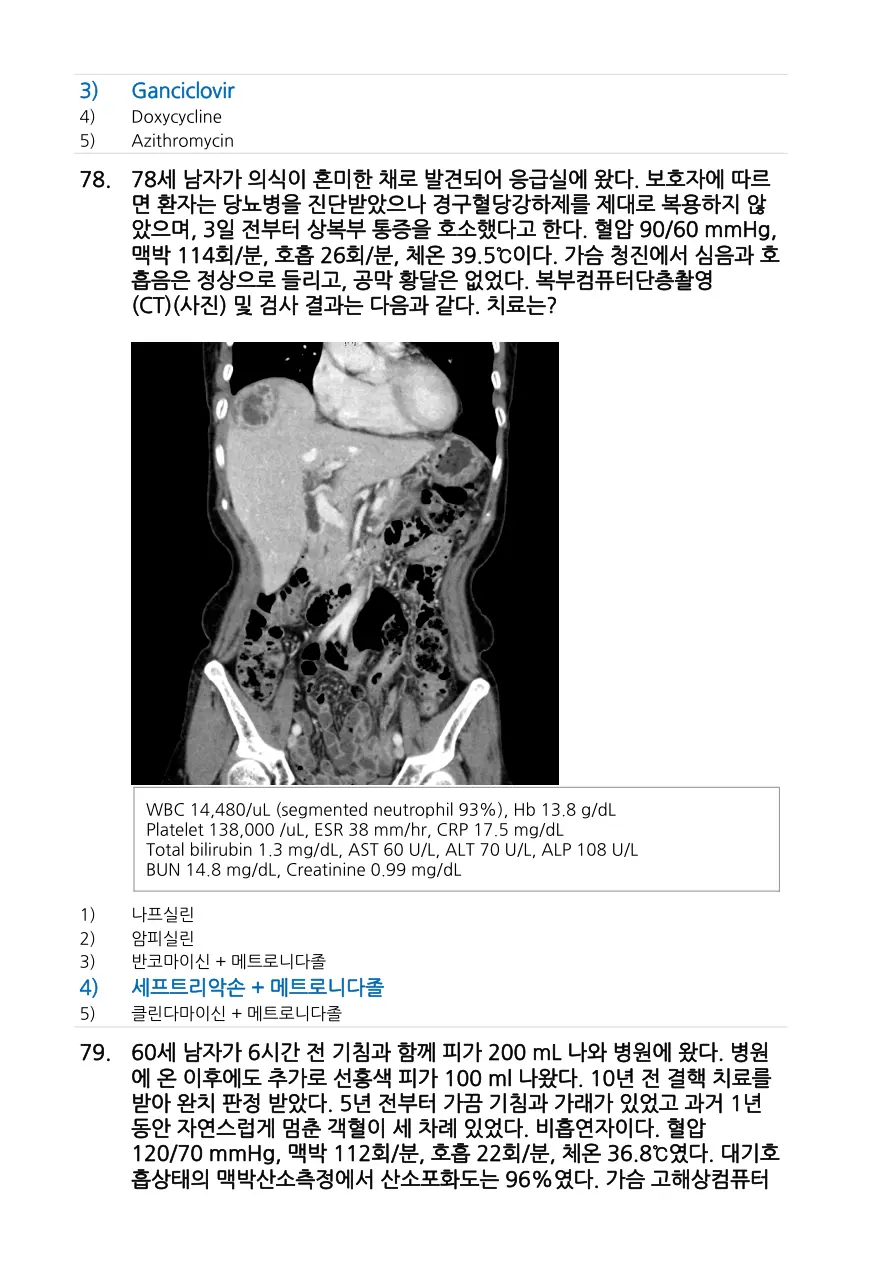 3) Ganciclovir
4) Doxycycline
5) Azithromycin
78. 78세 남자가 의식이 혼미한 채로 발견되어 응급실에 왔다. 보호자에 따르
면 환자는 당뇨병을 진단받았으나 경구혈당강하제를 제대로 복용하지 않
았으며, 3일 전부터 상복부 통증을 호소했다고 한다. 혈압 90/60 mmHg,
맥박 114회/분, 호흡 26회/분, 체온 39.5℃이다. 가슴 청진에서 심음과 호
흡음은 정상으로 들리고, 공막 황달은 없었다. 복부컴퓨터단층촬영
(CT)(사진) 및 검사 결과는 다음과 같다. 치료는?
WBC 14,480/uL (segmented neutrophil 93%), Hb 13.8 g/dL
Platelet 138,000 /uL, ESR 38 mm/hr, CRP 17.5 mg/dL
Total bilirubin 1.3 mg/dL, AST 60 U/L, ALT 70 U/L, ALP 108 U/L
BUN 14.8 mg/dL, Creatinine 0.99 mg/dL
1) 나프실린
2) 암피실린
3) 반코마이신 + 메트로니다졸
4) 세프트리악손 + 메트로니다졸
5) 클린다마이신 + 메트로니다졸
79. 60세 남자가 6시간 전 기침과 함께 피가 200 mL 나와 병원에 왔다. 병원
에 온 이후에도 추가로 선홍색 피가 100 ml 나왔다. 10년 전 결핵 치료를
받아 완치 판정 받았다. 5년 전부터 가끔 기침과 가래가 있었고 과거 1년
동안 자연스럽게 멈춘 객혈이 세 차례 있었다. 비흡연자이다. 혈압
120/70 mmHg, 맥박 112회/분, 호흡 22회/분, 체온 36.8℃였다. 대기호
흡상태의 맥박산소측정에서 산소포화도는 96%였다. 가슴 고해상컴퓨터